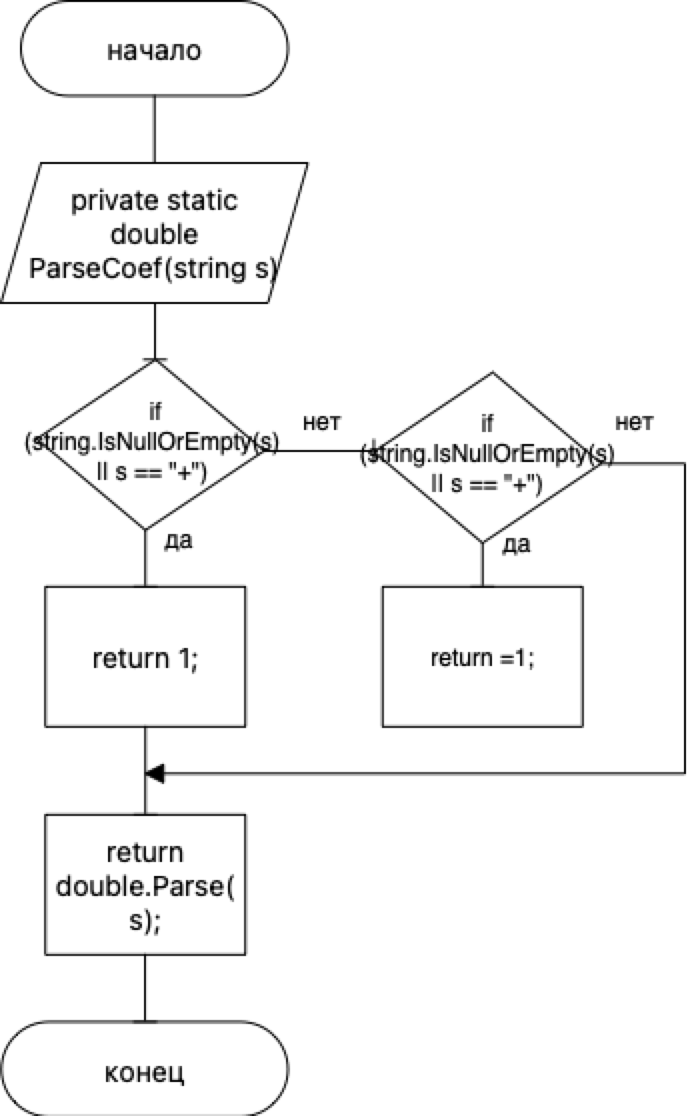 начало
private static
double
ParseCoef(string s)
if
(string.IsNullOrEmpty(s)
|| s == "+")
нет
if
(string.IsNullOrEmpty(s)
|| s == "+")
нет
да
да
return 1;
return =1;
return
double.Parse(
s);
конец